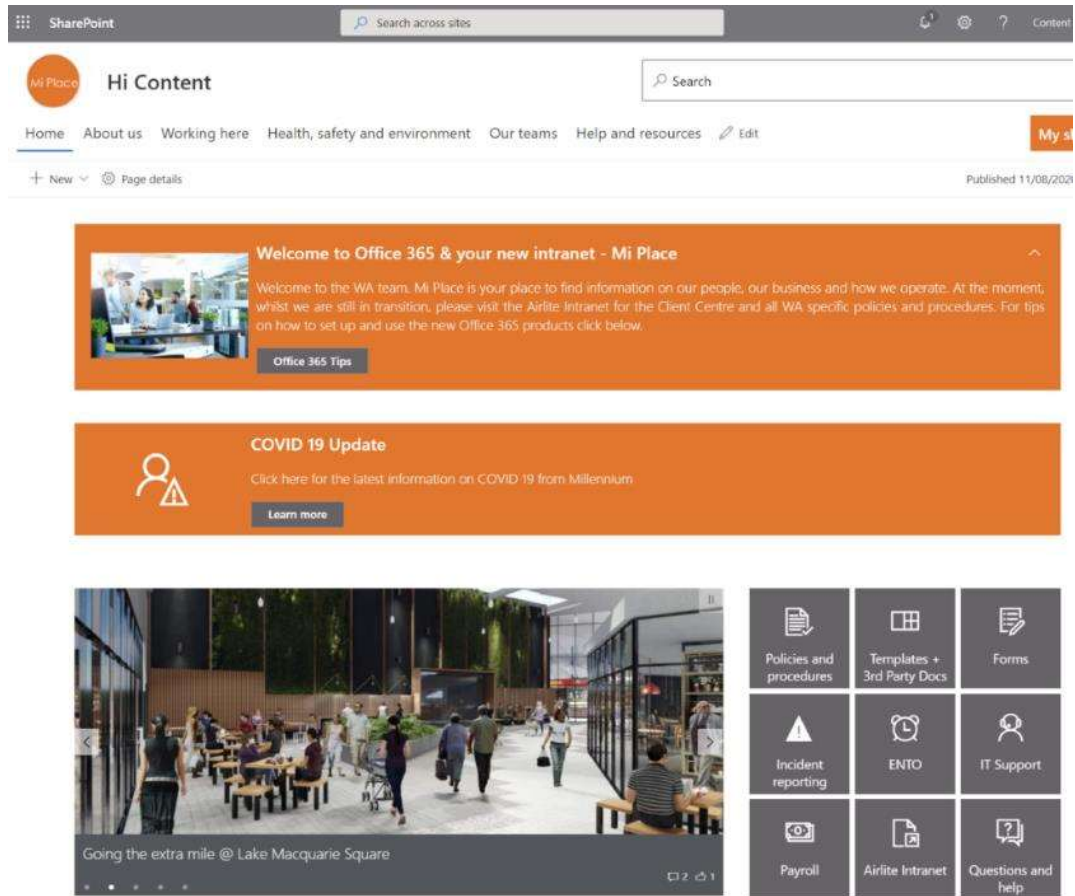 SharePoint
Search across sites
1
Content
Mi Place
Hi Content
Search
Home About us Working here Health, safety and environment Our teams Help and resources Edit
My
New Page details
Published 11/08/2020
Welcome to Office 365 & your new intranet - Mi Place
Welcome to the WA team. Mi Place is your place to find information on our people, our business and how we operate. At the moment,
whilst we are still in transition, please visit the Airlite Intranet for the Client Centre and all WA specific policies and procedures. For tips
on how to set up and use the new Office 365 products click below.
Office 365 Tips
COVID 19 Update
Click here for the latest information on COVID 19 from Millennium
Learn more
Going the extra mile @ Lake Macquarie Square
2 1
Policies and
procedures
Templates +
3rd Party Docs
Forms
Incident
reporting
ENTO
IT Support
Payroll
Airlite Intranet
Questions and
help